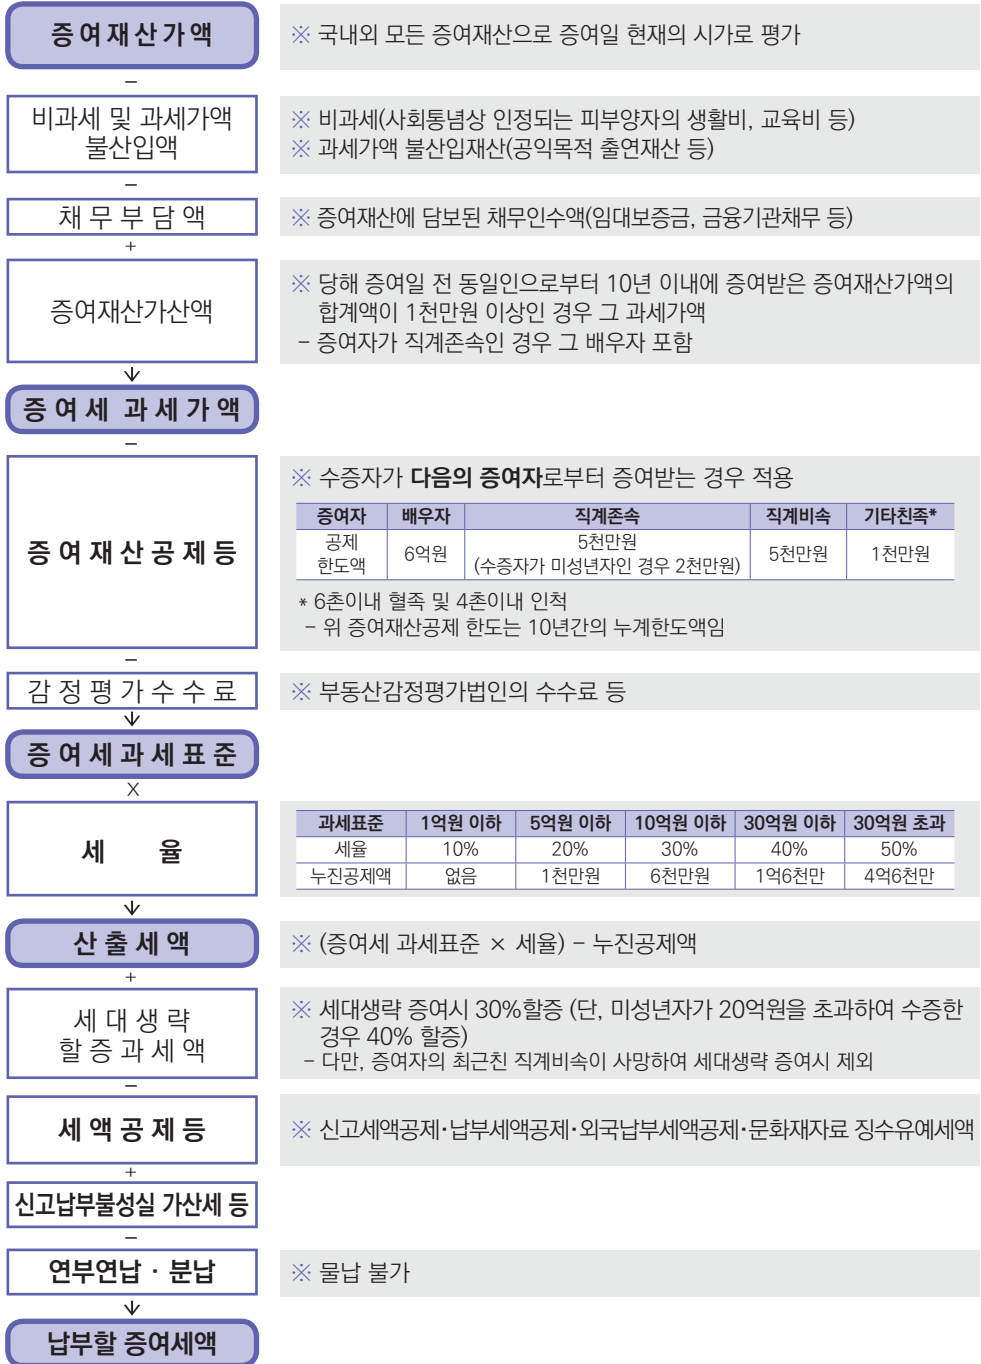 증여재산가액
※ 국내외 모든 증여재산으로 증여일 현재의 시가로 평가
−
비과세 및 과세가액
불산입액
※ 비과세(사회통념상 인정되는 피부양자의 생활비, 교육비 등)
※ 과세가액 불산입재산(공익목적 출연재산 등)
−
채무부담액
※ 증여재산에 담보된 채무인수액(임대보증금, 금융기관채무 등)
+
증여재산가산액
※ 당해 증여일 전 동일인으로부터 10년 이내에 증여받은 증여재산가액의
합계액이 1천만원 이상인 경우 그 과세가액
− 증여자가 직계존속인 경우 그 배우자 포함
↓
증여세 과세가액
−
증여재산공제등
※ 수증자가 다음의 증여자로부터 증여받는 경우 적용
증여자 배우자 직계존속 직계비속 기타친족*
공제 한도액 6억원 5천만원 (수증자가 미성년자인 경우 2천만원) 5천만원 1천만원
* 6촌이내 혈족 및 4촌이내 인척
− 위 증여재산공제 한도는 10년간의 누계한도액임
−
감정평가수수료
※ 부동산감정평가법인의 수수료 등
↓
증여세과세표준
X
세 율
과세표준 1억원 이하 5억원 이하 10억원 이하 30억원 이하 30억원 초과
세율 10% 20% 30% 40% 50%
누진공제액 없음 1천만원 6천만원 1억6천만 4억6천만
↓
산출세액
※ (증여세 과세표준 × 세율) − 누진공제액
+
세대생략
할증과세액
※ 세대생략 증여시 30%할증 (단, 미성년자가 20억원을 초과하여 수증한
경우 40% 할증)
− 다만, 증여자의 최근친 직계비속이 사망하여 세대생략 증여시 제외
−
세액공제등
※ 신고세액공제·납부세액공제·외국납부세액공제·문화재자료 징수유예세액
+
신고납부불성실 가산세 등
−
연부연납 · 분납
※ 물납 불가
↓
납부할 증여세액